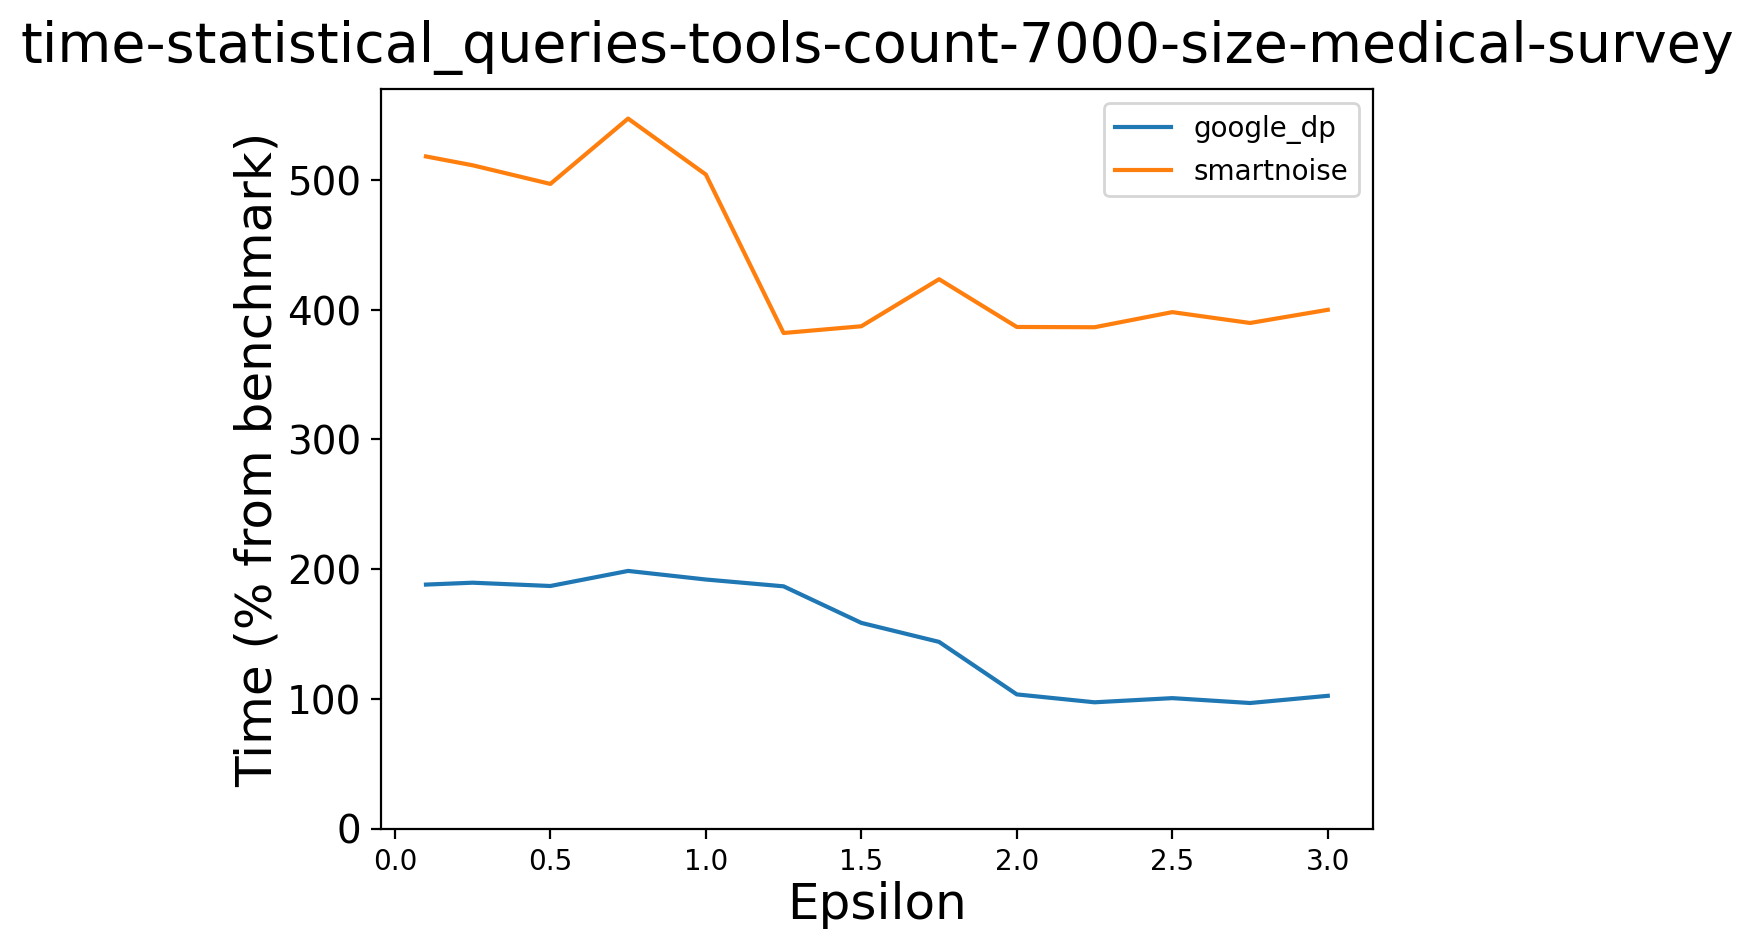 time-statistical_queries-tools-count-7000-size-medical-survey
google_dp
smartnoise
Time (% from benchmark)
500
400
300
200
100
0
0.0 0.5 1.0 1.5 2.0 2.5 3.0
Epsilon